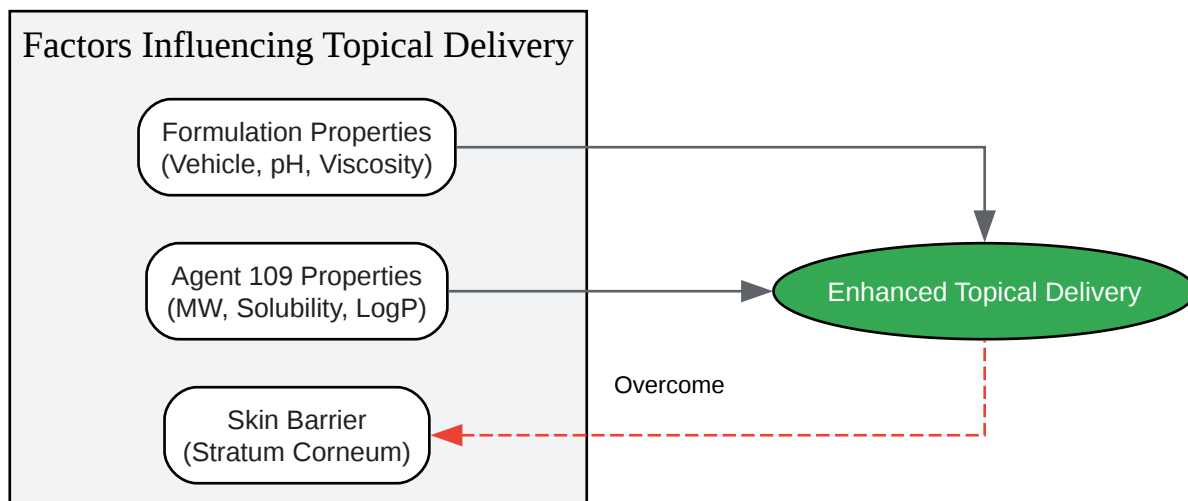 Factors Influencing Topical Delivery
Formulation Properties
(Vehicle, pH, Viscosity)
Agent 109 Properties
(MW, Solubility, LogP)
Enhanced Topical Delivery
Overcome
Skin Barrier
(Stratum Corneum)